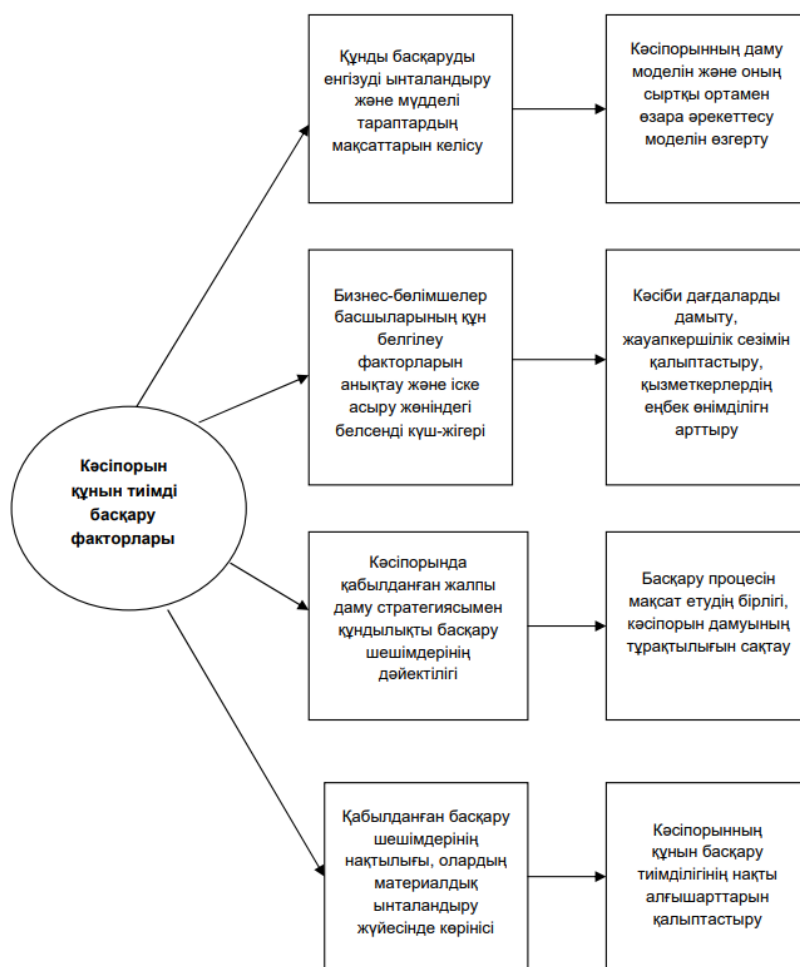 Құнды басқаруды
енгізуді ынталандыру
және мүдделі
тараптардың
мақсаттарын келісу
Кәсіпорынның даму
моделін және оның
сыртқы ортамен
өзара әрекеттесу
моделін өзгерту
Бизнес-бөлімшелер
басшыларының құн
белгілеу
факторларын
анықтау және іске
асыру жөніндегі
белсенді күш-жігері
Кәсіби дағдаларды
дамыту,
жауапкершілік сезімін
қалыптастыру,
қызметкерлердің
еңбек өнімділігн
арттыру
Кәсіпорын
құнын тиімді
басқару
факторлары
Кәсіпорында
қабылданған жалпы
даму стратегиясымен
құндылықты басқару
шешімдерінің
дәйектілігі
Басқару процесін
мақсат етудің бірлігі,
кәсіпорын дамуының
тұрақтылығын сақтау
Қабылданған басқару
шешімдерінің
нақтылығы, олардың
материалдық
ынталандыру
жүйесінде көрінісі
Кәсіпорынның
құнын басқару
тиімділігінің нақты
алғышарттарын
қалыптастыру